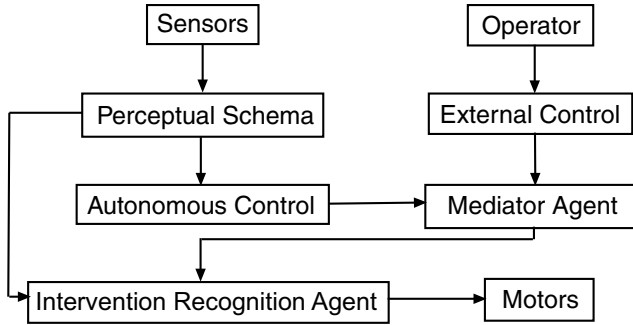 Sensors
Operator
Perceptual Schema
External Control
Autonomous Control
Mediator Agent
Intervention Recognition Agent
Motors